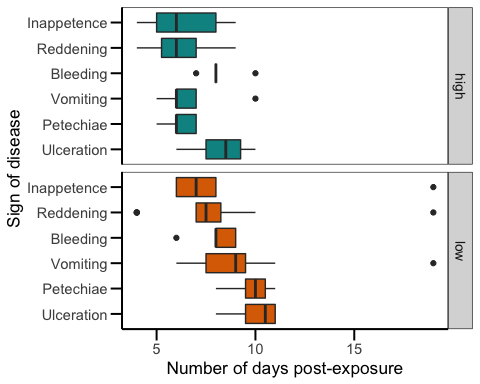 Sign of disease
Inappetence
Reddening
Bleeding
Vomiting
Petechiae
Ulceration
high
Inappetence
Reddening
Bleeding
Vomiting
Petechiae
Ulceration
low
5 10 15
Number of days post-exposure